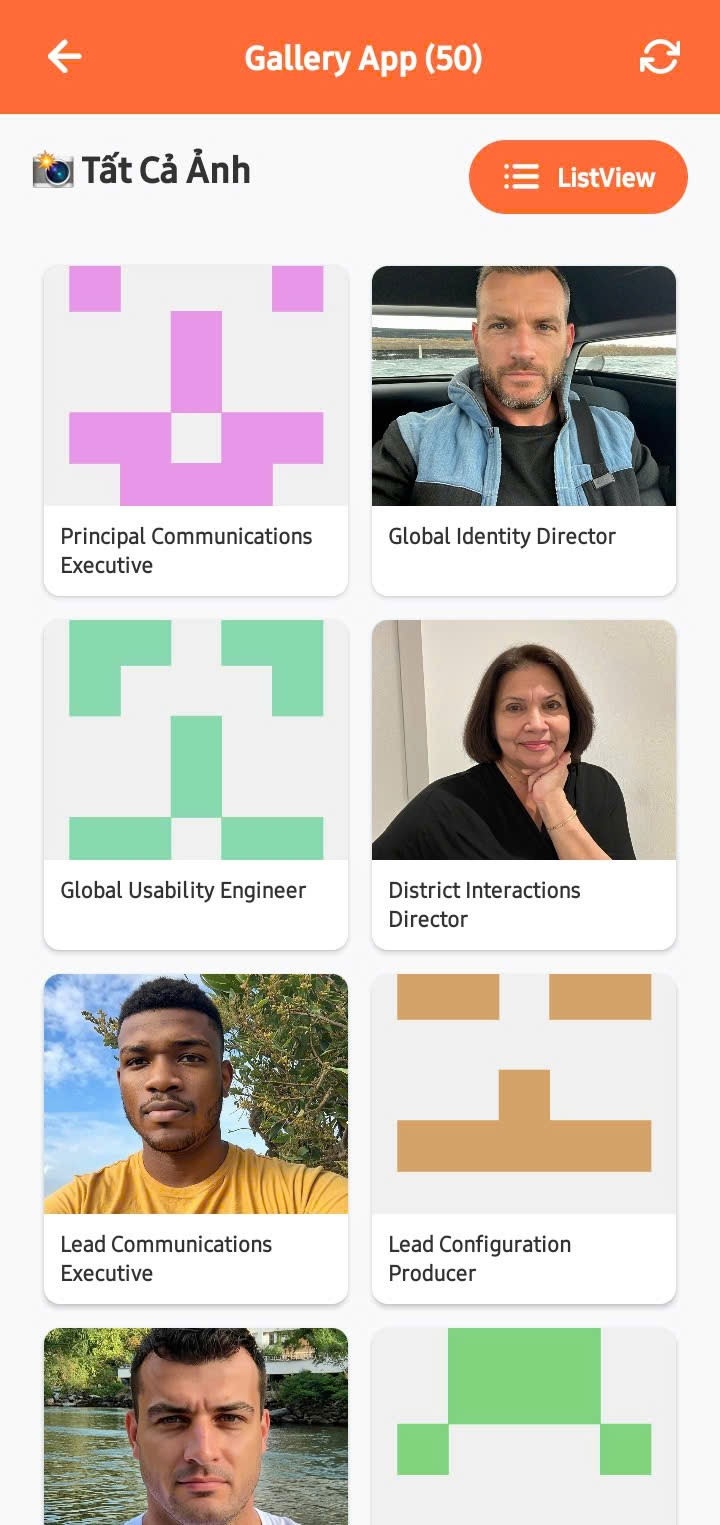 Gallery App (50)
Tất Cả Ảnh
ListView
Principal Communications
Executive
Global Identity Director
Global Usability Engineer
District Interactions
Director
Lead Communications
Executive
Lead Configuration
Producer